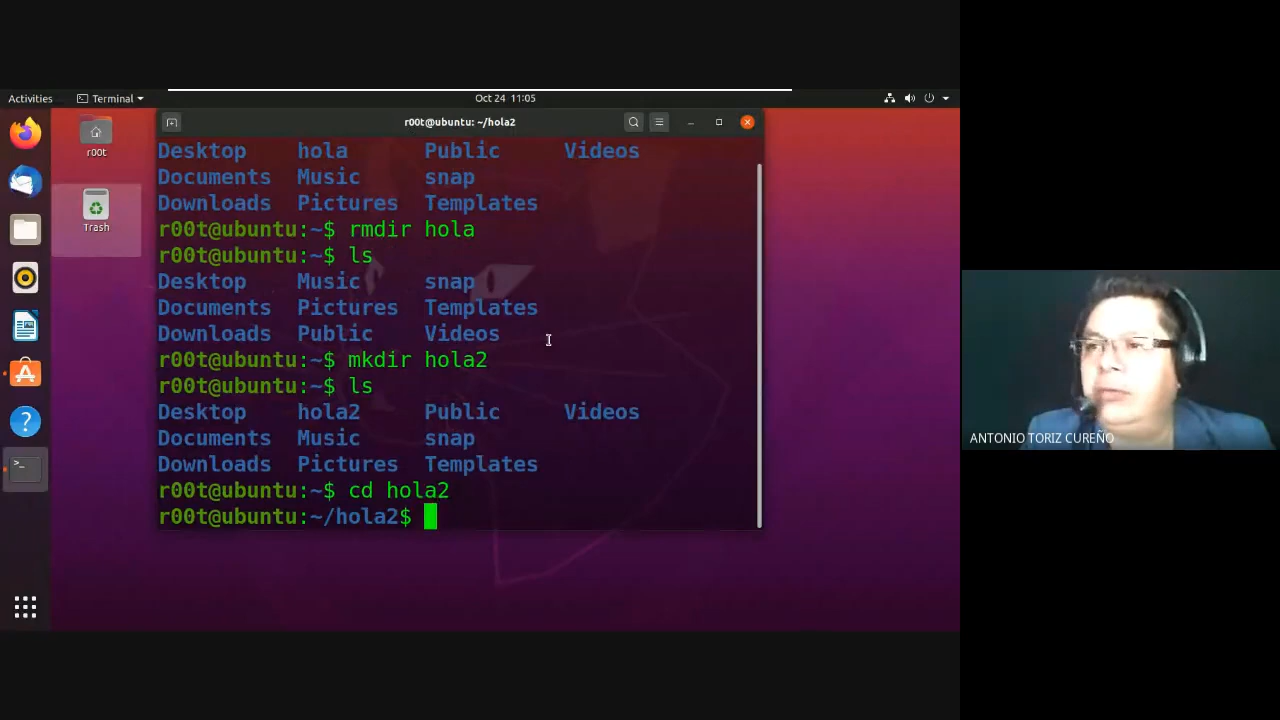 Activities Terminal Oct 24 11:05
r00t@ubuntu: ~/hola2
r00t
Trash
Desktop hola Public Videos
Documents Music snap
Downloads Pictures Templates
r00t@ubuntu:~$ rmdir hola
r00t@ubuntu:~$ ls
Desktop Music snap
Documents Pictures Templates
Downloads Public Videos
r00t@ubuntu:~$ mkdir hola2
r00t@ubuntu:~$ ls
Desktop hola2 Public Videos
Documents Music snap
Downloads Pictures Templates
r00t@ubuntu:~$ cd hola2
r00t@ubuntu:~/hola2$
ANTONIO TORIZ CUREÑO